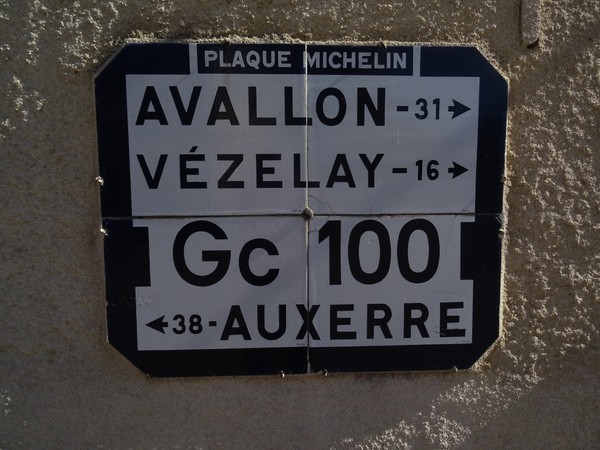 PLAQUE MICHELIN
AVALLON - 31 →
VÉZELAY - 16 →
Gc 100
← 38 - AUXERRE